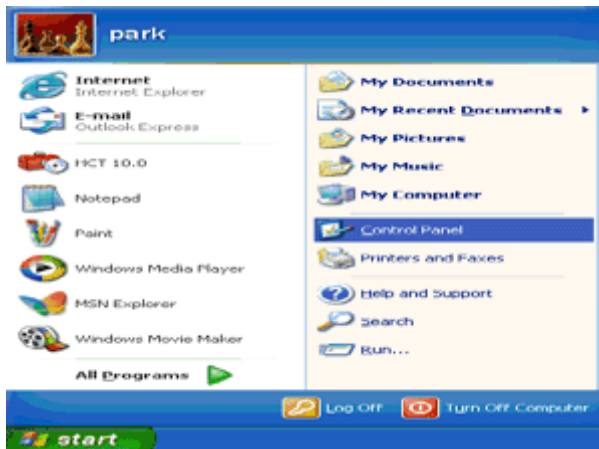 park
Internet
Internet Explorer
E-mail
Outlook Express
HCT 10.0
Notepad
Paint
Windows Media Player
MSN Explorer
Windows Movie Maker
All Programs
My Documents
My Recent Documents
My Pictures
My Music
My Computer
Control Panel
Printers and Faxes
Help and Support
Search
Run...
Log Off
Turn Off Computer
start